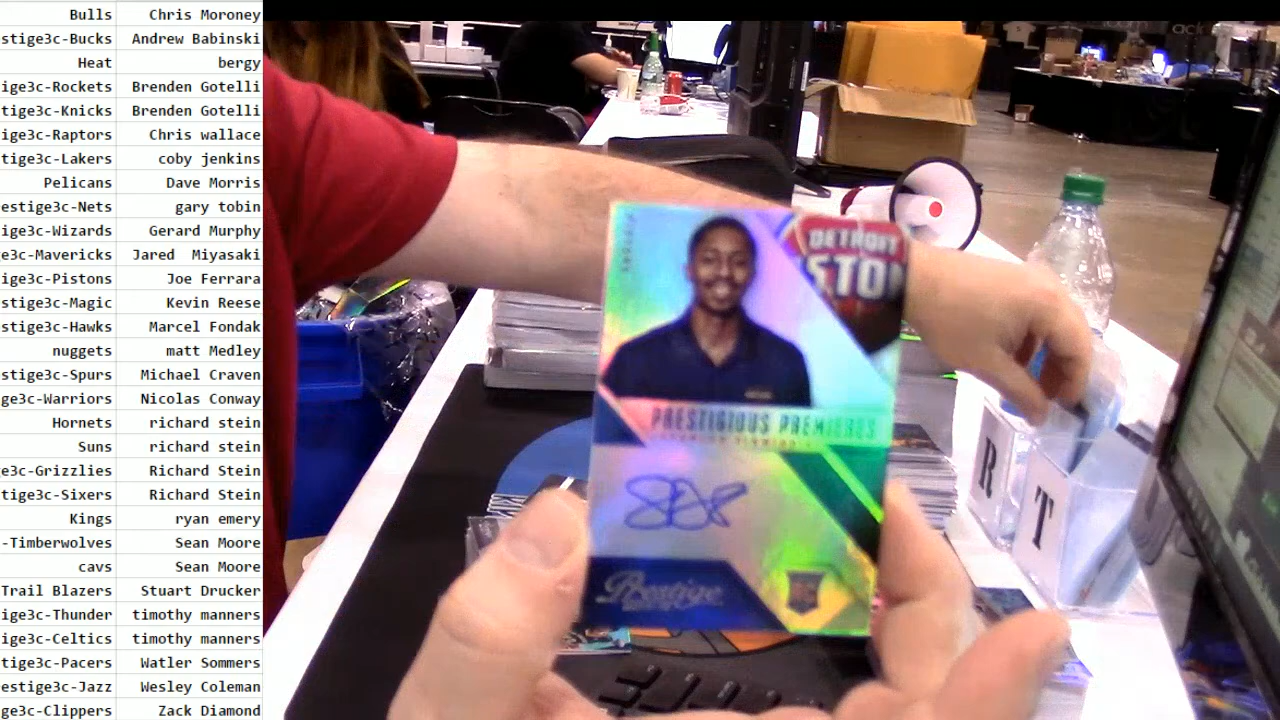 Bulls Chris Moroney
stige3c-Bucks Andrew Babinski
Heat bergy
ige3c-Rockets Brenden Gotelli
ige3c-Knicks Brenden Gotelli
ige3c-Raptors Chris wallace
tige3c-Lakers coby jenkins
Pelicans Dave Morris
estige3c-Nets gary tobin
ige3c-Wizards Gerard Murphy
e3c-Mavericks Jared Miyasaki
ige3c-Pistons Joe Ferrara
stige3c-Magic Kevin Reese
stige3c-Hawks Marcel Fondak
nuggets matt Medley
stige3c-Spurs Michael Craven
ge3c-Warriors Nicolas Conway
Hornets richard stein
Suns richard stein
e3c-Grizzlies Richard Stein
tige3c-Sixers Richard Stein
Kings ryan emery
-Timberwolves Sean Moore
cavs Sean Moore
Trail Blazers Stuart Drucker
ige3c-Thunder timothy manners
ige3c-Celtics timothy manners
ige3c-Pacers Watler Sommers
estige3c-Jazz Wesley Coleman
ge3c-Clippers Zack Diamond
DETROIT
STO
PRESTIGIOUS PREMIERES
Prestige
RC
R
T